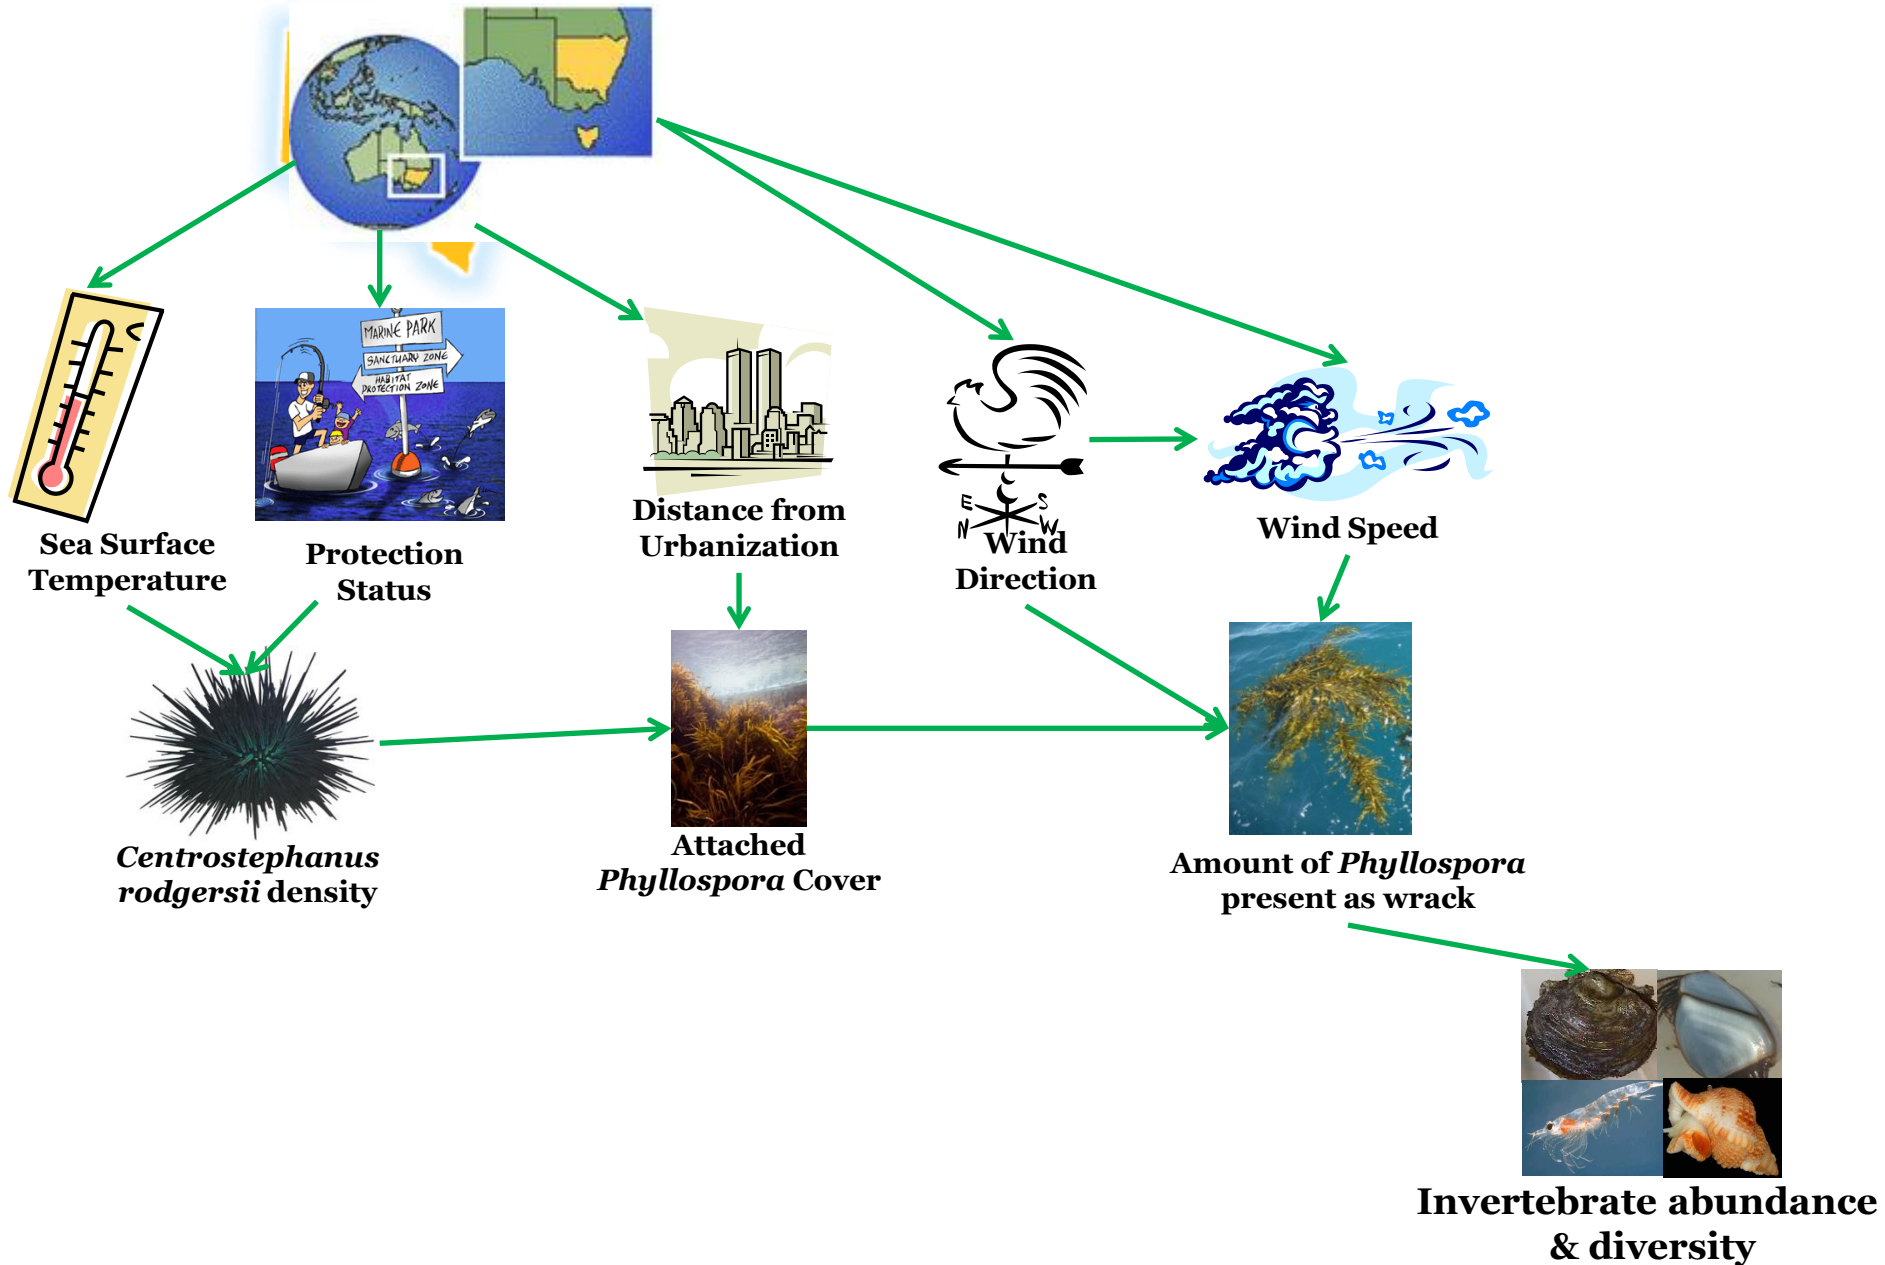 MARINE PARK
SANCTUARY ZONE
HABITAT
PROTECTION ZONE
E
S
N
W
Sea Surface
Temperature
Protection
Status
Distance from
Urbanization
Wind
Direction
Wind Speed
Centrostephanus
rodgersii density
Attached
Phyllospora Cover
Amount of Phyllospora
present as wrack
Invertebrate abundance
& diversity